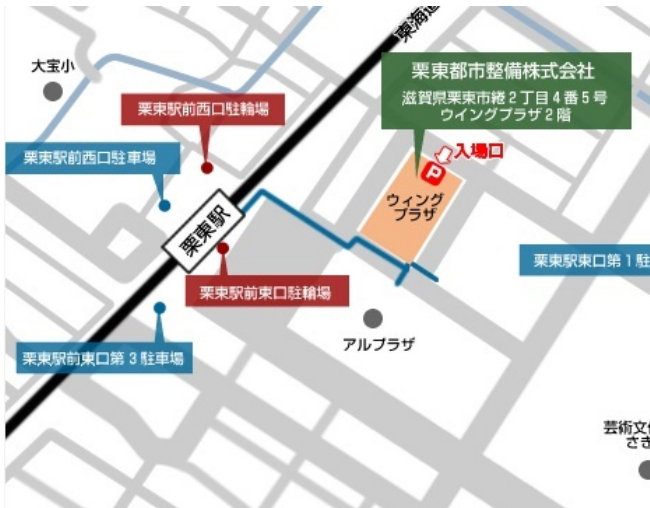 東海道
大宝小
栗東都市整備株式会社
滋賀県栗東市綣2丁目4番5号
ウイングプラザ2階
栗東駅前西口駐輪場
入場口
P
栗東駅前西口駐車場
ウィング
プラザ
栗東駅
栗東駅東口第1駐
栗東駅前東口駐輪場
アルプラザ
栗東駅前東口第3駐車場
芸術文
さき